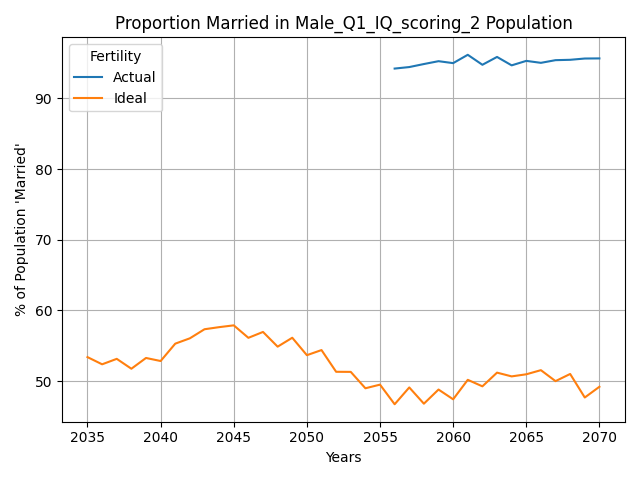 Proportion Married in Male_Q1_IQ_scoring_2 Population
Fertility
Actual
Ideal
% of Population 'Married'
90
80
70
60
50
2035 2040 2045 2050 2055 2060 2065 2070
Years